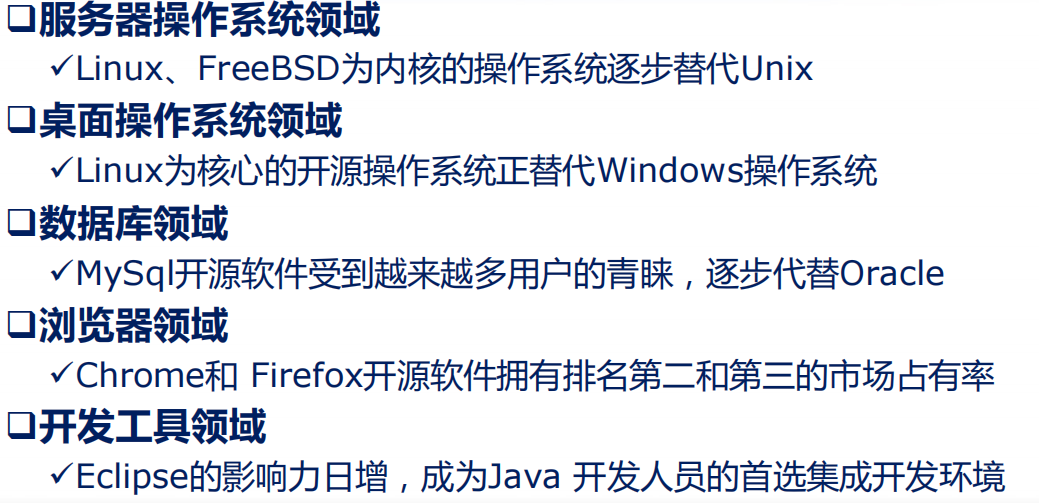 ❑服务器操作系统领域
✓Linux、FreeBSD为内核的操作系统逐步替代Unix
❑桌面操作系统领域
✓Linux为核心的开源操作系统正替代Windows操作系统
❑数据库领域
✓MySql开源软件受到越来越多用户的青睐，逐步代替Oracle
❑浏览器领域
✓Chrome和 Firefox开源软件拥有排名第二和第三的市场占有率
❑开发工具领域
✓Eclipse的影响力日增，成为Java 开发人员的首选集成开发环境